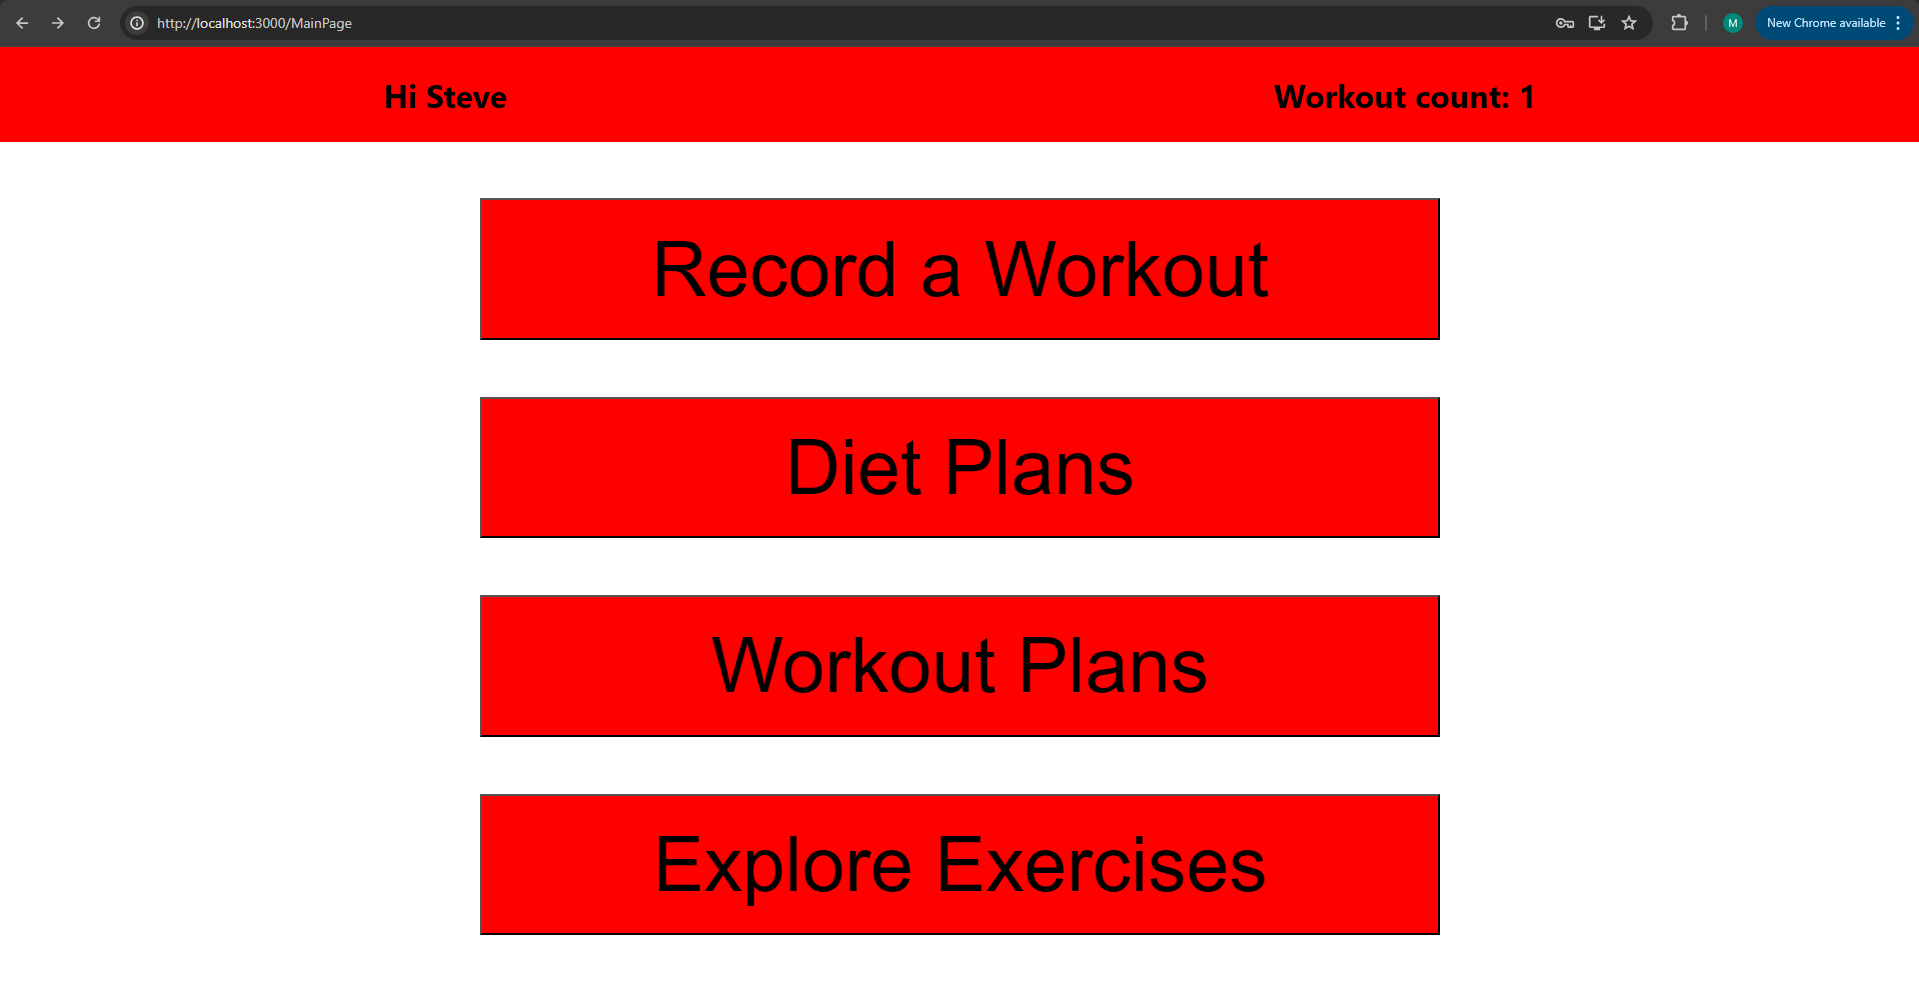 http://localhost:3000/MainPage
M
New Chrome available
Hi Steve
Workout count: 1
Record a Workout
Diet Plans
Workout Plans
Explore Exercises